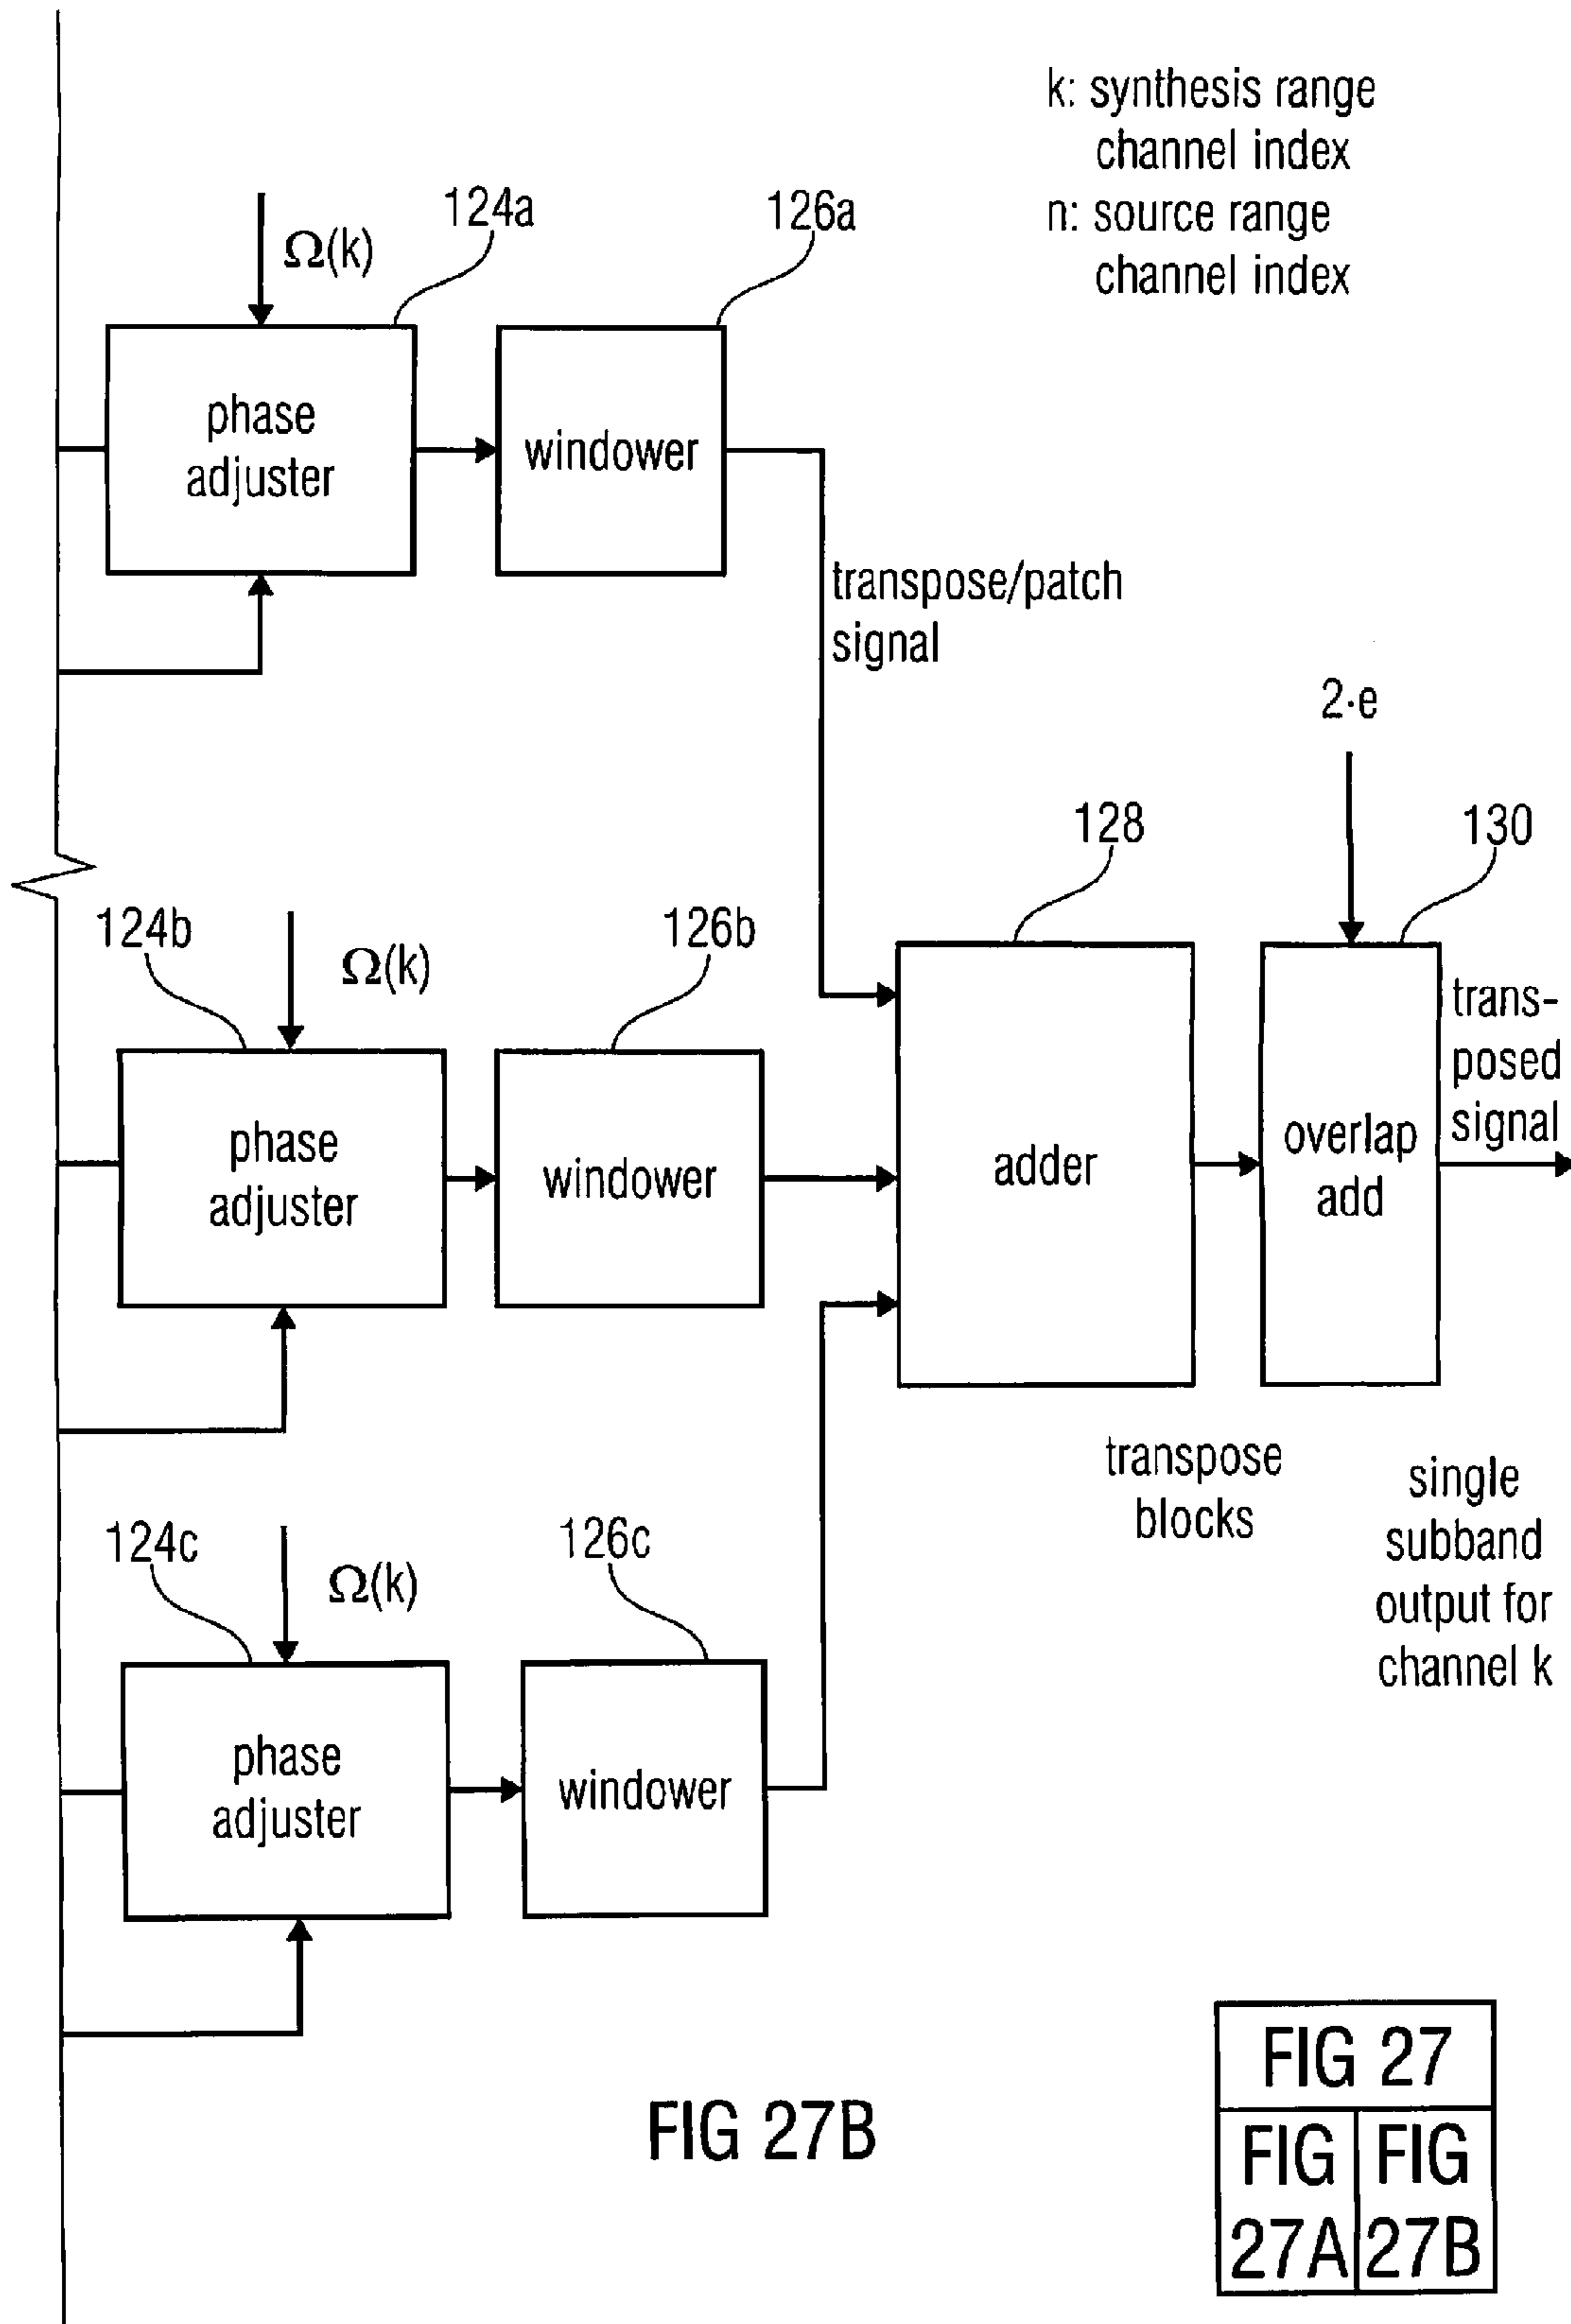 k: synthesis range
channel index
n: source range
channel index
124a
126a
Ω(k)
phase
adjuster
windower
transpose/patch
signal
2·e
128
130
124b
126b
Ω(k)
trans-
posed
signal
phase
adjuster
windower
adder
overlap
add
transpose
blocks
single
subband
output for
channel k
124c
126c
Ω(k)
phase
adjuster
windower
FIG 27B
FIG 27
FIG
27A
FIG
27B